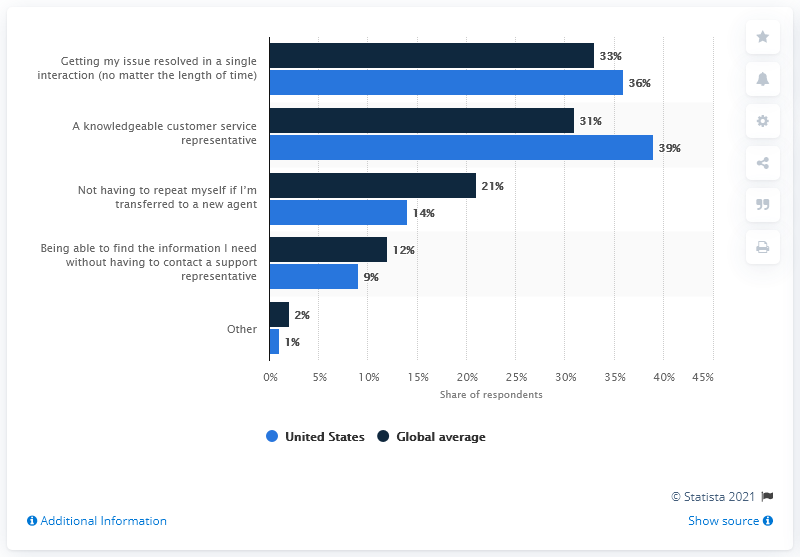 Getting my issue resolved in a single
interaction (no matter the length of time)
33%
36%
A knowledgeable customer service
representative
31%
39%
Not having to repeat myself if I'm
transferred to a new agent
21%
14%
Being able to find the information I need
without having to contact a support
representative
12%
9%
Other
2%
1%
0% 5% 10% 15% 20% 25% 30% 35% 40% 45%
Share of respondents
United States Global average
© Statista 2021
Additional Information
Show source